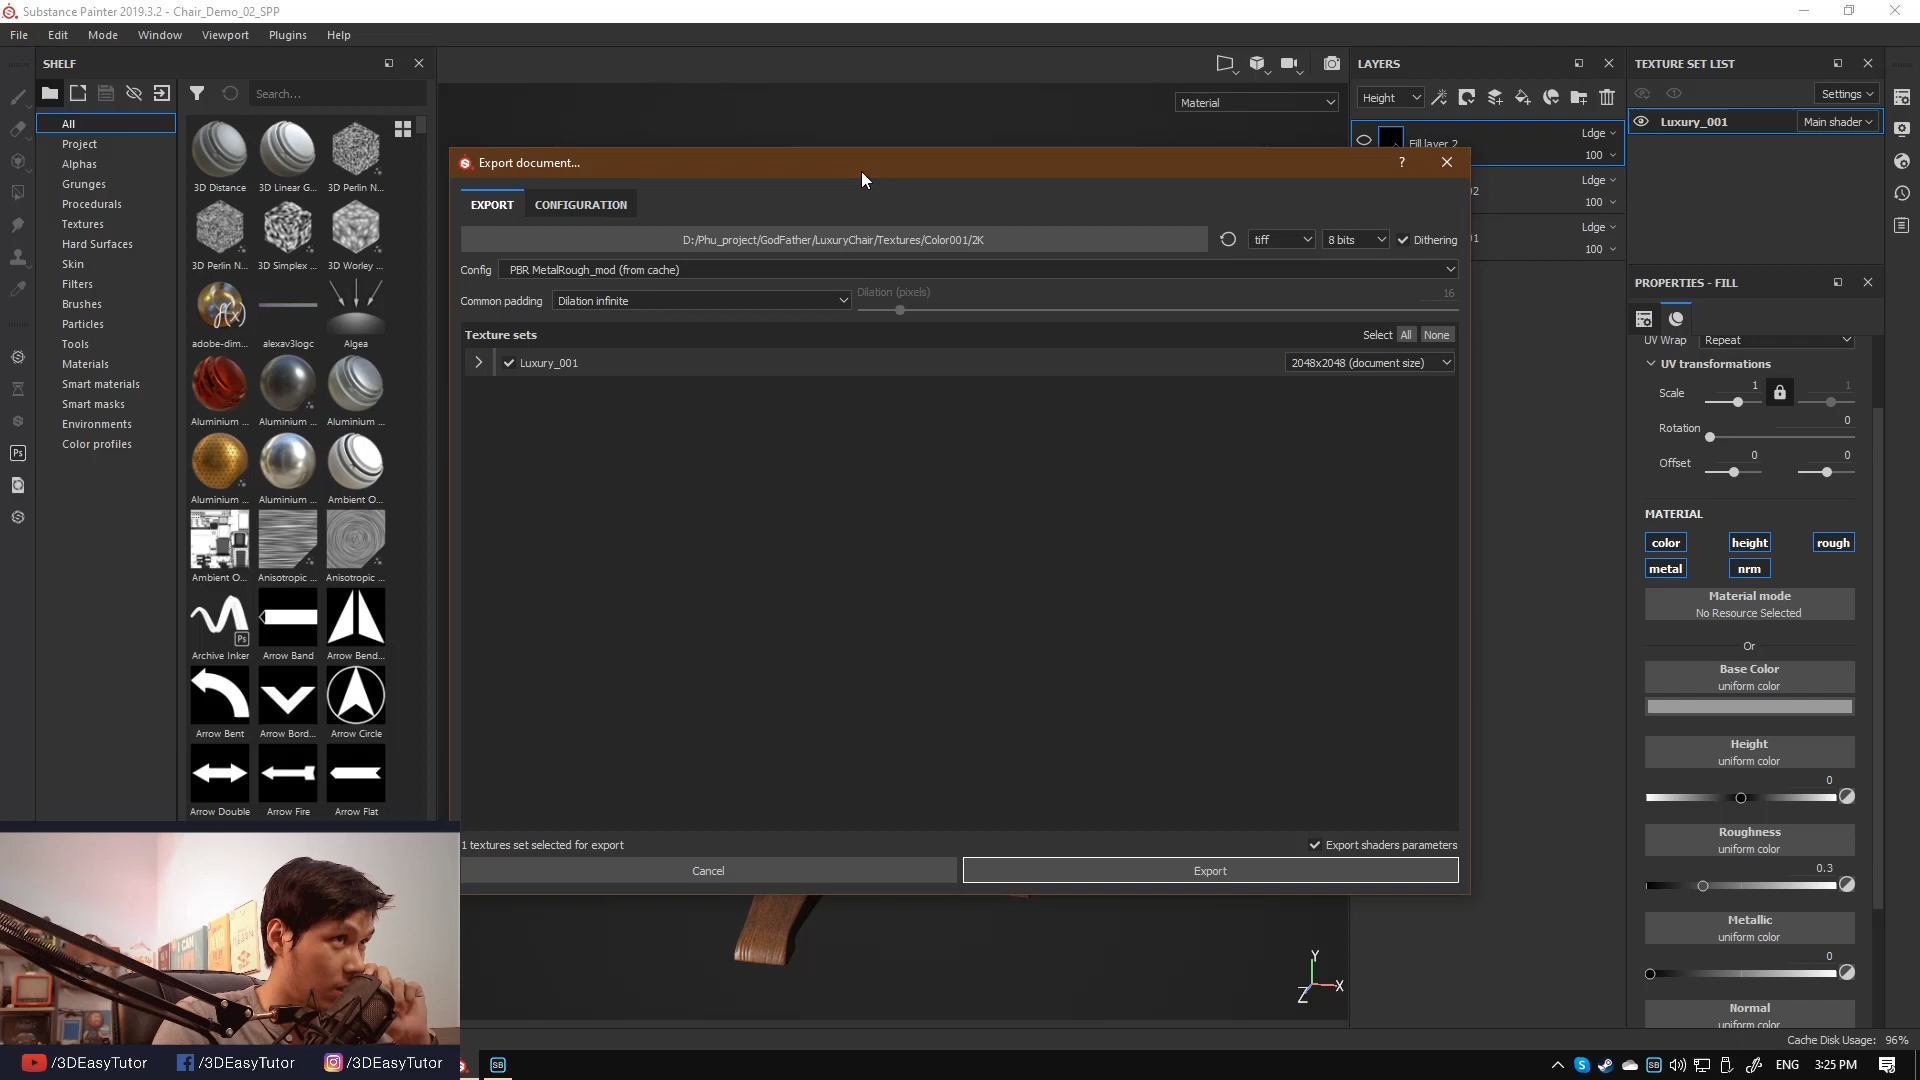 Substance Painter 2019.3.2 - Chair_Demo_02_SPP
File Edit Mode Window Viewport Plugins Help
SHELF
Search...
All
Project
Alphas
Grunges
Procedurals
Textures
Hard Surfaces
Skin
Filters
Brushes
Particles
Tools
Materials
Smart materials
Smart masks
Environments
Color profiles
3D Distance 3D Linear G... 3D Perlin N...
3D Perlin N... 3D Simplex ... 3D Worley ...
adobe-dim... alexav3logc Algea
Aluminium ... Aluminium ... Aluminium ...
Aluminium ... Aluminium ... Ambient O...
Ambient O... Anisotropic ... Anisotropic ...
Ps
Archive Inker Arrow Band Arrow Bend...
Arrow Bent Arrow Bord... Arrow Circle
Arrow Double Arrow Fire Arrow Flat
Ps
Material
Export document...
?
EXPORT CONFIGURATION
D:/Phu_project/GodFather/LuxuryChair/Textures/Color001/2K
tiff 8 bits Dithering
Config PBR MetalRough_mod (from cache)
Common padding Dilation infinite Dilation (pixels) 16
Texture sets Select All None
Luxury_001 2048x2048 (document size)
1 textures set selected for export
Export shaders parameters
Cancel Export
Y
X
Z
LAYERS
Height
Fill layer 2
Ldge
100
Ldge
100
Ldge
100
TEXTURE SET LIST
Settings
Luxury_001 Main shader
PROPERTIES - FILL
UV Wrap Repeat
UV transformations
Scale 1 1
Rotation 0
Offset 0 0
MATERIAL
color height rough
metal nrm
Material mode
No Resource Selected
Or
Base Color
uniform color
Height
uniform color
0
Roughness
uniform color
0.3
Metallic
uniform color
0
Normal
uniform color
Cache Disk Usage: 96%
/3DEasyTutor /3DEasyTutor /3DEasyTutor
SB
SB
ENG 3:25 PM